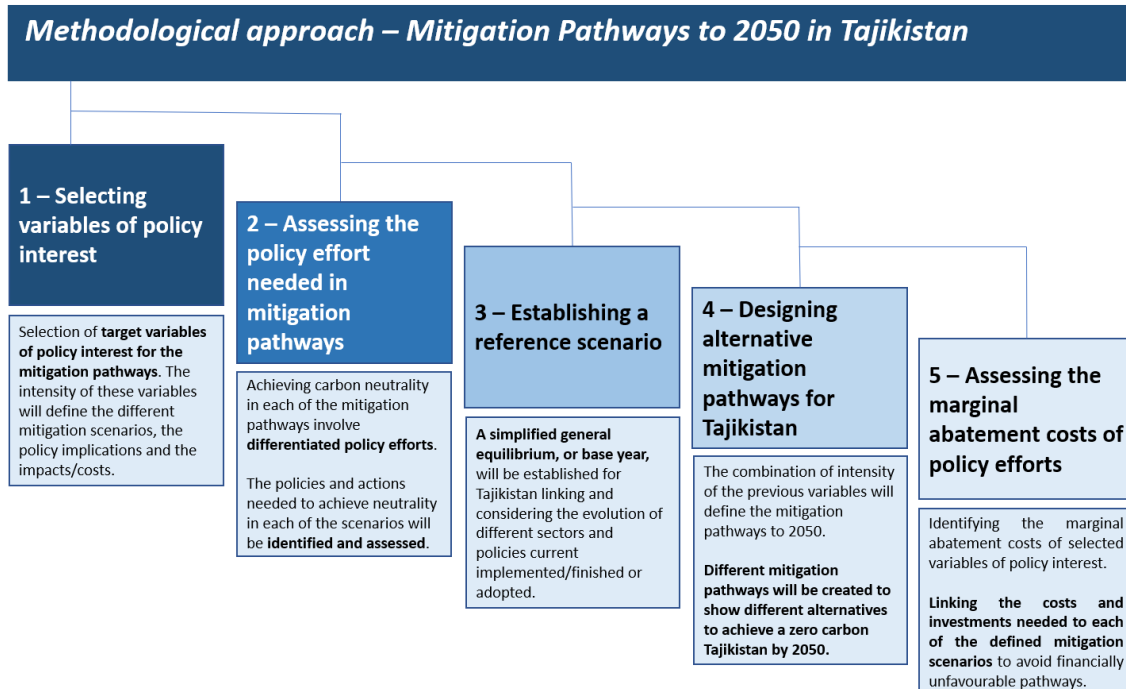 Methodological approach – Mitigation Pathways to 2050 in Tajikistan
1 – Selecting
variables of policy
interest
Selection of target variables
of policy interest for the
mitigation pathways. The
intensity of these variables
will define the different
mitigation scenarios, the
policy implications and the
impacts/costs.
2 – Assessing the
policy effort
needed in
mitigation
pathways
Achieving carbon neutrality
in each of the mitigation
pathways involve
differentiated policy efforts.
The policies and actions
needed to achieve neutrality
in each of the scenarios will
be identified and assessed.
3 – Establishing a
reference scenario
A simplified general
equilibrium, or base year,
will be established for
Tajikistan linking and
considering the evolution of
different sectors and
policies current
implemented/finished or
adopted.
4 – Designing
alternative
mitigation
pathways for
Tajikistan
The combination of intensity
of the previous variables will
define the mitigation
pathways to 2050.
Different mitigation
pathways will be created to
show different alternatives
to achieve a zero carbon
Tajikistan by 2050.
5 – Assessing the
marginal
abatement costs of
policy efforts
Identifying the marginal
abatement costs of selected
variables of policy interest.
Linking the costs and
investments needed to each
of the defined mitigation
scenarios to avoid financially
unfavourable pathways.